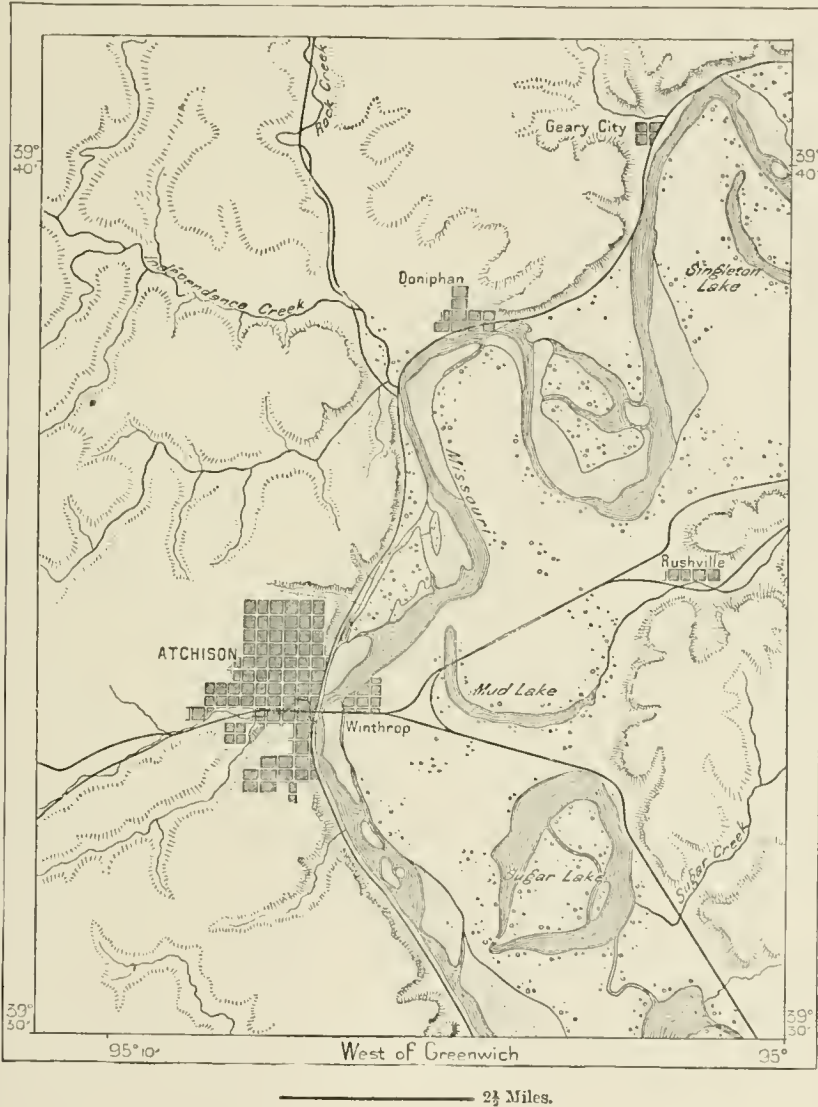 Rock Creek
Geary City
39°
40'
39°
40'
Independance Creek
Doniphan
Singleton
Lake
Missouri
Rushville
ATCHISON
Mud Lake
Winthrop
Sugar Lake
Sugar Creek
39°
30'
39°
30'
95° 10'
West of Greenwich
95°
2½ Miles.